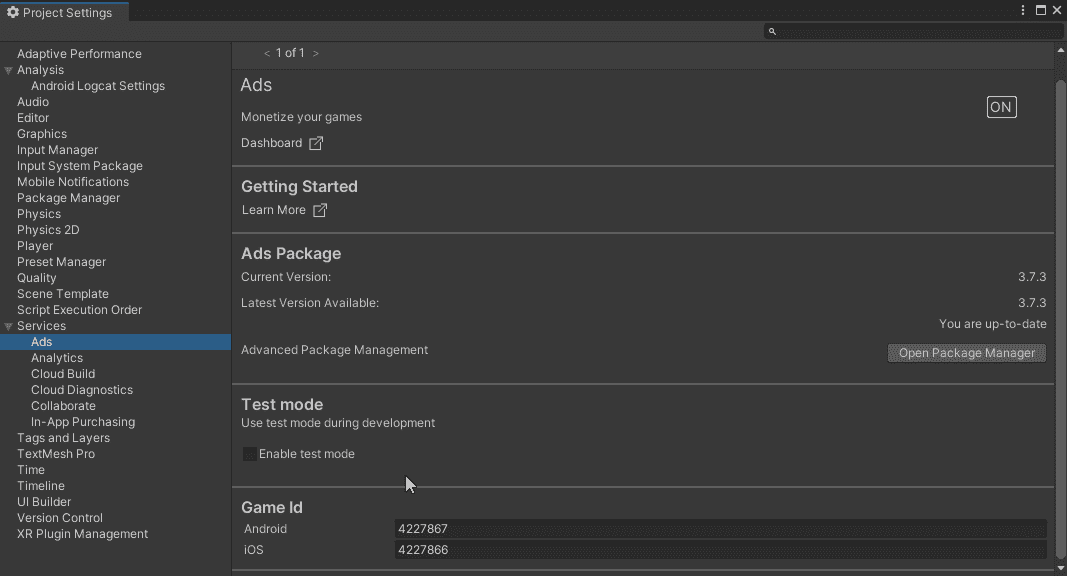 Project Settings
Adaptive Performance
Analysis
Android Logcat Settings
Audio
Editor
Graphics
Input Manager
Input System Package
Mobile Notifications
Package Manager
Physics
Physics 2D
Player
Preset Manager
Quality
Scene Template
Script Execution Order
Services
Ads
Analytics
Cloud Build
Cloud Diagnostics
Collaborate
In-App Purchasing
Tags and Layers
TextMesh Pro
Time
Timeline
UI Builder
Version Control
XR Plugin Management
< 1 of 1 >
Ads
ON
Monetize your games
Dashboard
Getting Started
Learn More
Ads Package
Current Version: 3.7.3
Latest Version Available: 3.7.3
You are up-to-date
Advanced Package Management Open Package Manager
Test mode
Use test mode during development
Enable test mode
Game Id
Android 4227867
iOS 4227866